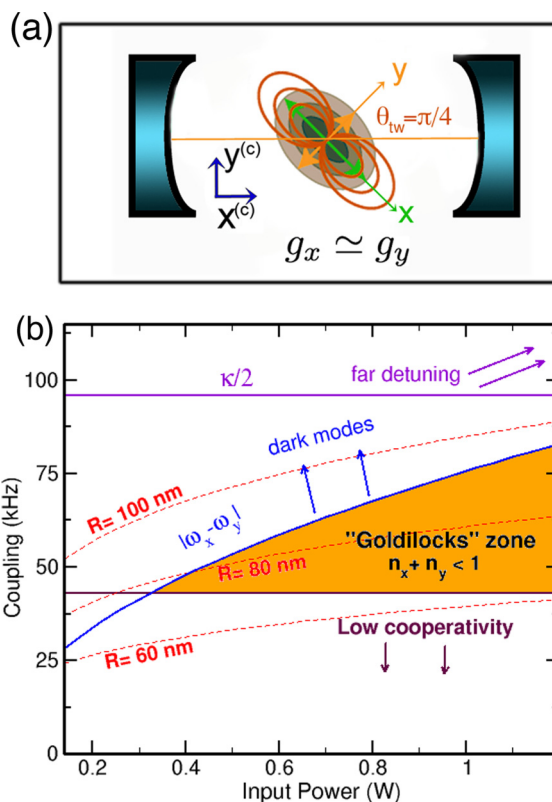 (a)
y
θtw=π/4
y(c)
x(c)
x
gx ≃ gy
(b)
κ/2
far detuning
dark modes
R= 100 nm
|ωx-ωy|
"Goldilocks" zone
nx+ ny < 1
R= 80 nm
Low cooperativity
R= 60 nm
Coupling (kHz)
100
75
50
25
0
0.2
0.4
0.6
0.8
1
Input Power (W)